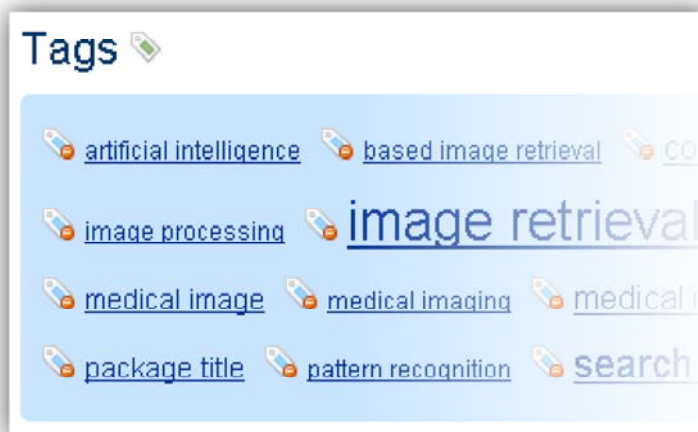 Tags
artificial intelligence based image retrieval
image processing image retrieval
medical image medical imaging medical
package title pattern recognition search